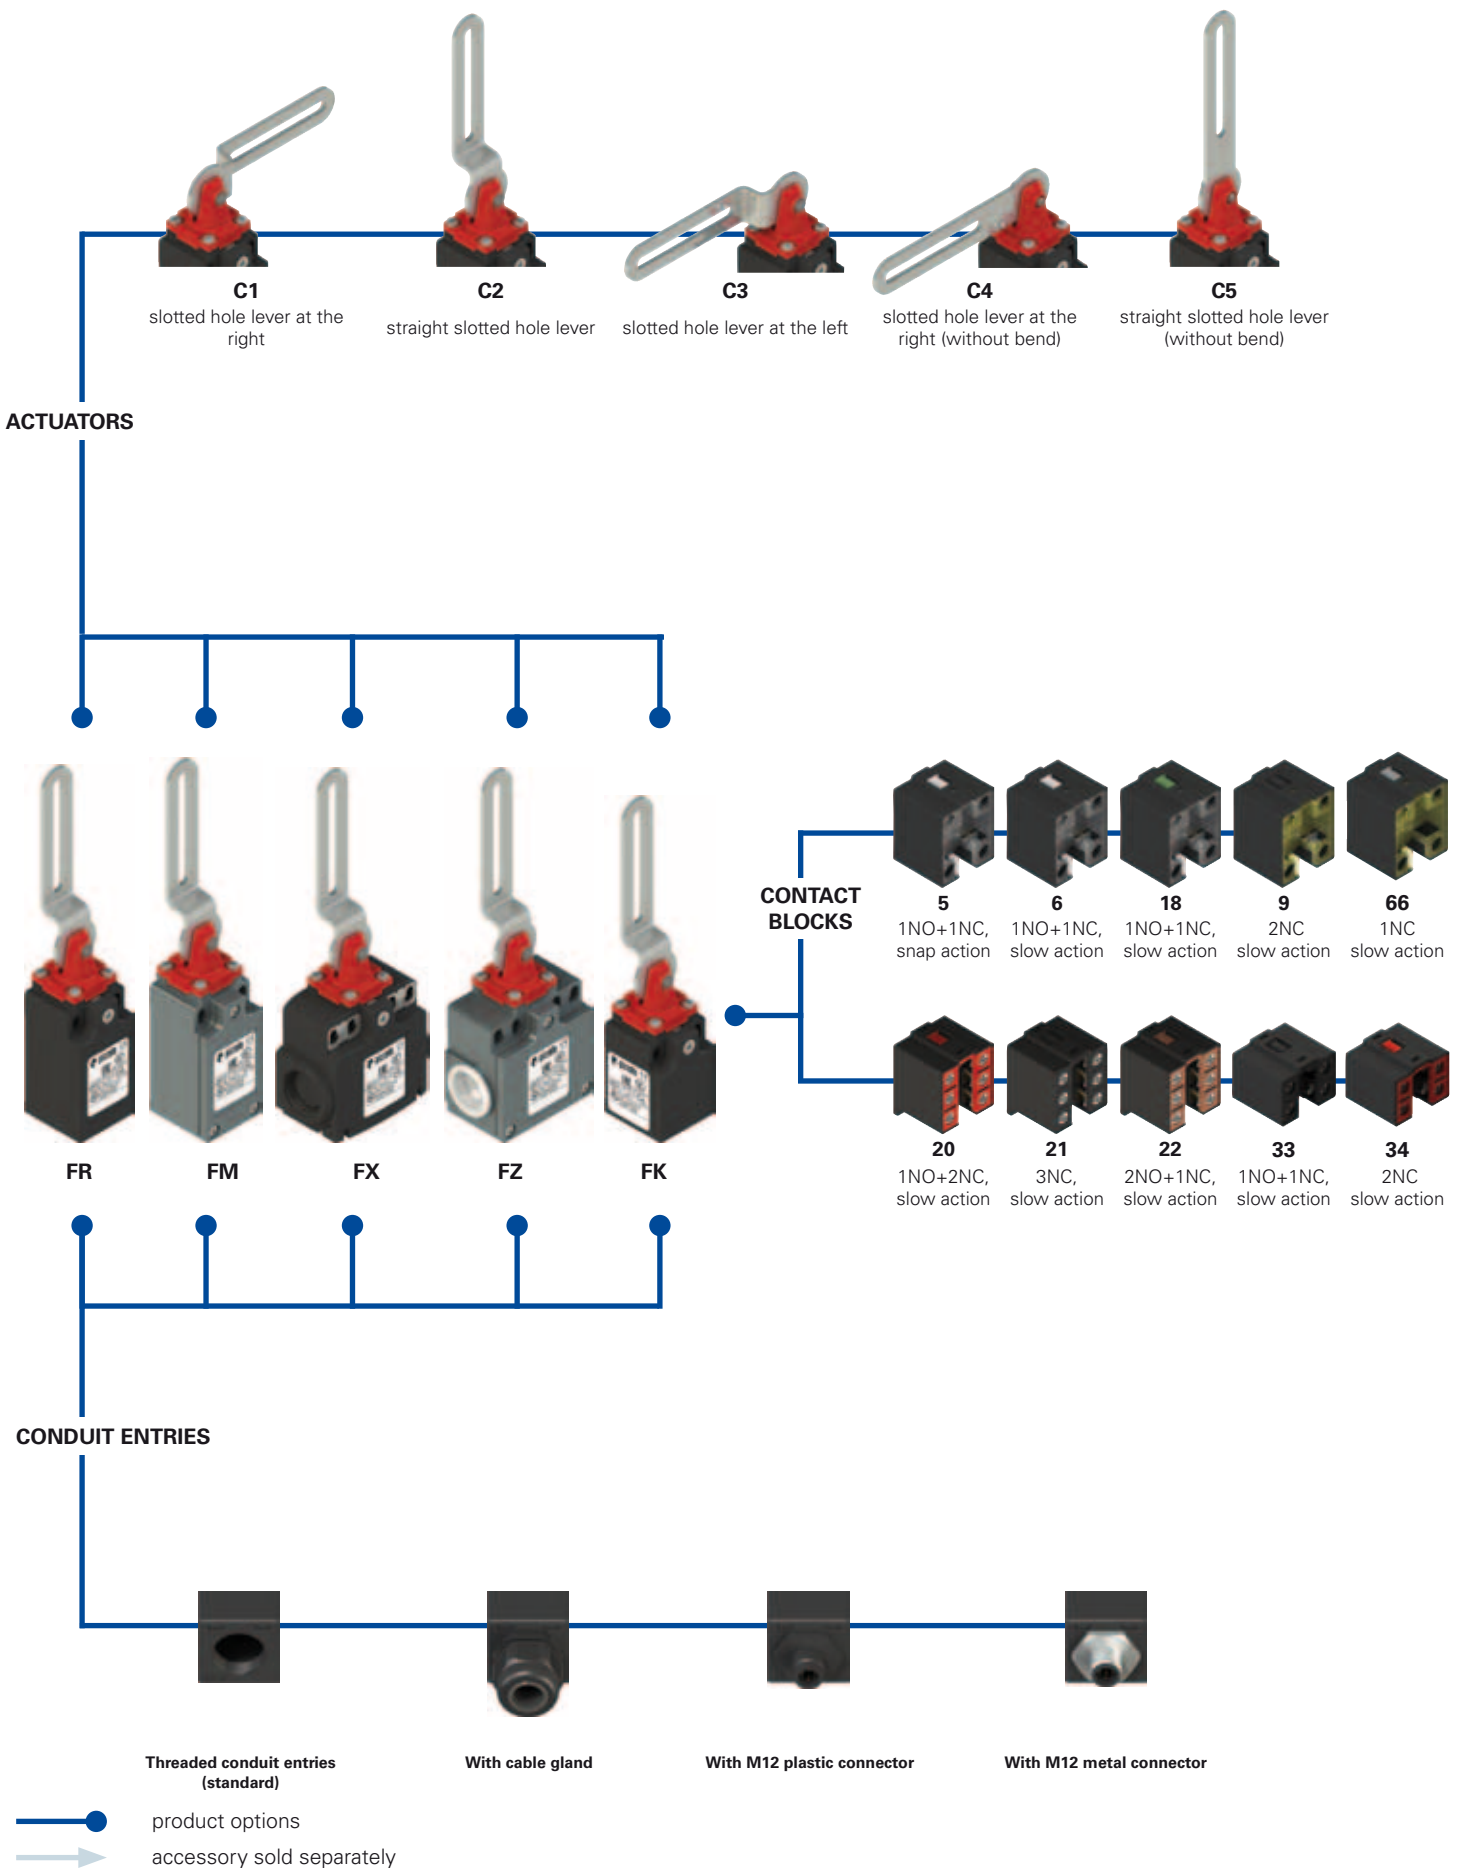 C1
slotted hole lever at the
right
C2
straight slotted hole lever
C3
slotted hole lever at the left
C4
slotted hole lever at the
right (without bend)
C5
straight slotted hole lever
(without bend)
ACTUATORS
CONTACT
BLOCKS
5
1NO+1NC,
snap action
6
1NO+1NC,
slow action
18
1NO+1NC,
slow action
9
2NC
slow action
66
1NC
slow action
20
1NO+2NC,
slow action
21
3NC,
slow action
22
2NO+1NC,
slow action
33
1NO+1NC,
slow action
34
2NC
slow action
FR
FM
FX
FZ
FK
CONDUIT ENTRIES
Threaded conduit entries
(standard)
With cable gland
With M12 plastic connector
With M12 metal connector
product options
accessory sold separately